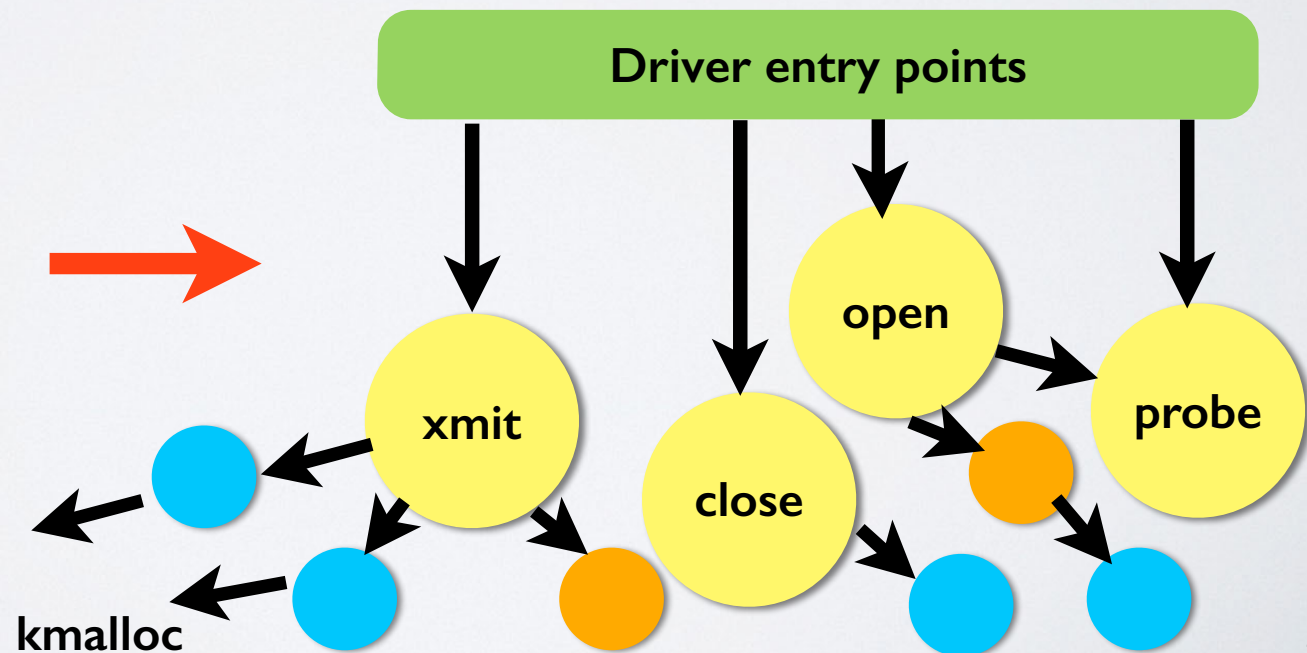 Driver entry points
open
probe
xmit
close
kmalloc